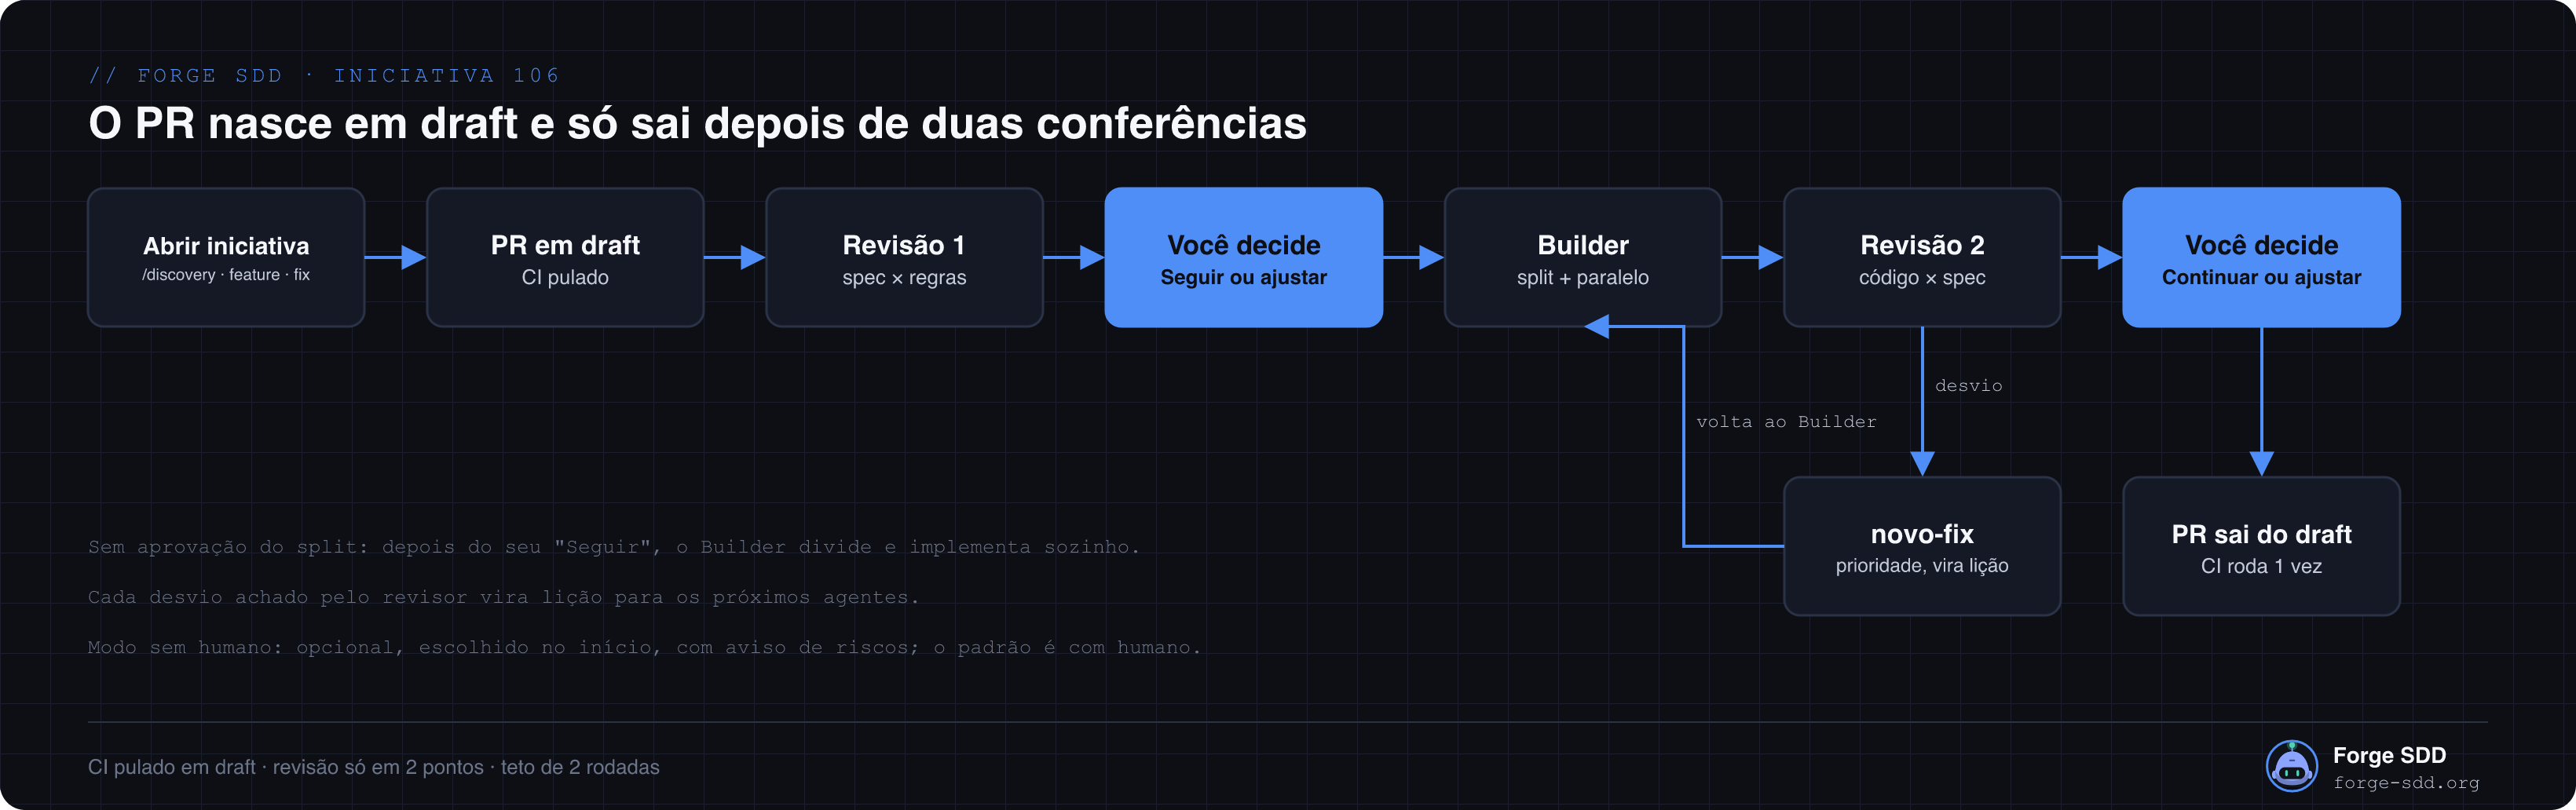 // FORGE SDD · INICIATIVA 106
O PR nasce em draft e só sai depois de duas conferências
Abrir iniciativa
/discovery · feature · fix
PR em draft
CI pulado
Revisão 1
spec × regras
Você decide
Seguir ou ajustar
Builder
split + paralelo
Revisão 2
código × spec
Você decide
Continuar ou ajustar
desvio
volta ao Builder
novo-fix
prioridade, vira lição
PR sai do draft
CI roda 1 vez
Sem aprovação do split: depois do seu "Seguir", o Builder divide e implementa sozinho.
Cada desvio achado pelo revisor vira lição para os próximos agentes.
Modo sem humano: opcional, escolhido no início, com aviso de riscos; o padrão é com humano.
CI pulado em draft · revisão só em 2 pontos · teto de 2 rodadas
Forge SDD
forge-sdd.org